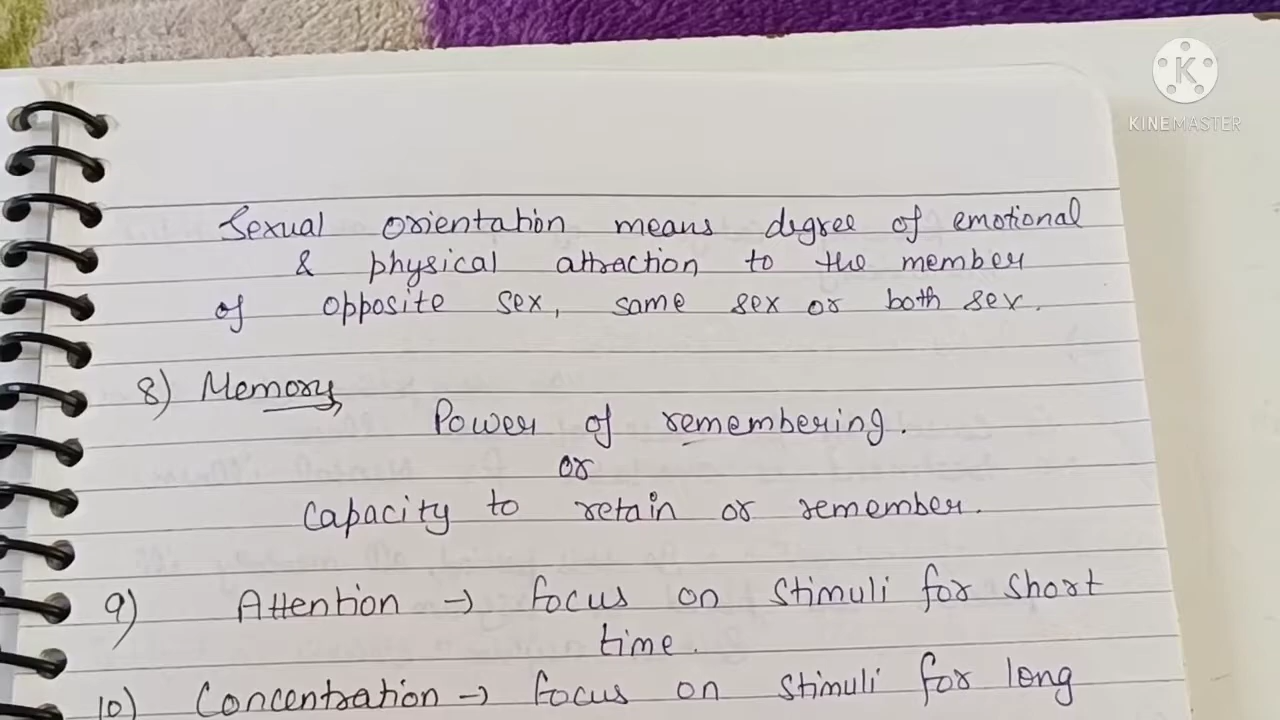 K
KINEMASTER
Sexual orientation means degree of emotional
& physical attraction to the member
of opposite sex, same sex or both sex.
8) Memory,
Power of remembering.
or
Capacity to retain or remember.
9) Attention → focus on stimuli for short
time.
10) Concentration → focus on stimuli for long